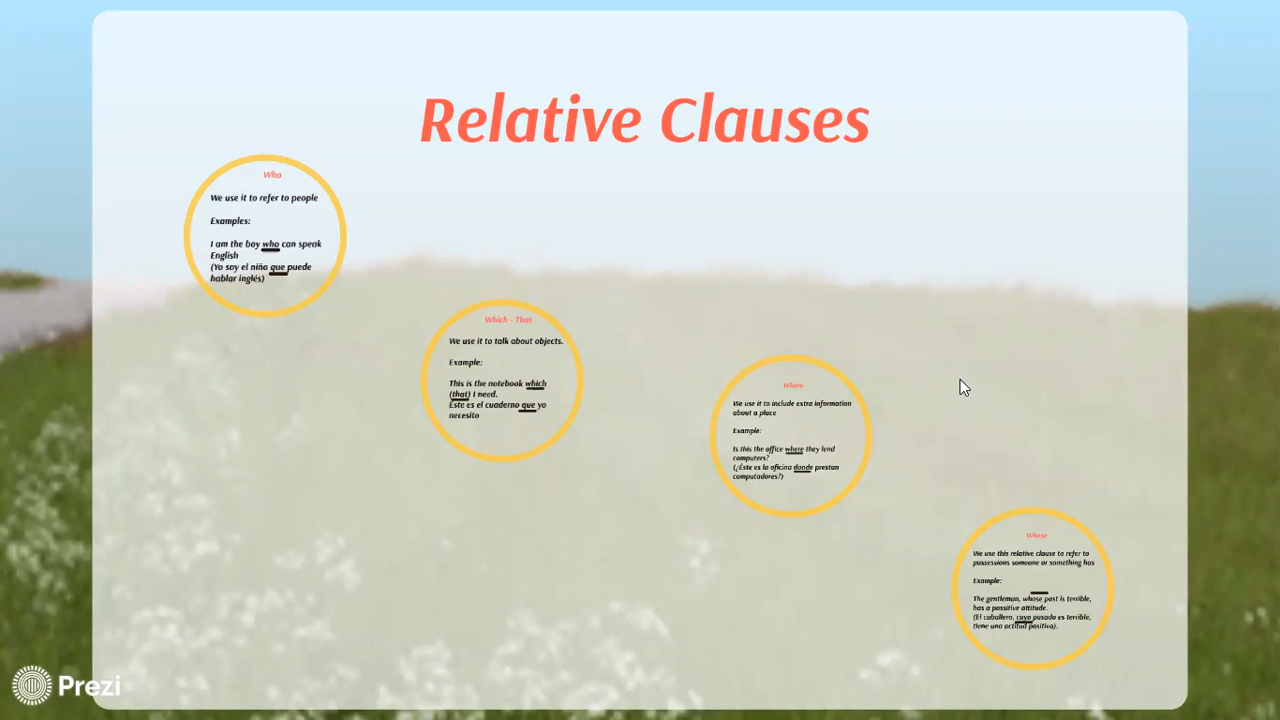 Relative Clauses
Who
We use it to refer to people
Examples:
I am the boy who can speak
English
(Yo soy el niño que puede
hablar inglés)
Which - That
We use it to talk about objects.
Example:
This is the notebook which
(that) I need.
Este es el cuaderno que yo
necesito
Where
We use it to include extra information
about a place
Example:
Is this the office where they lend
computers?
(¿Éste es la oficina donde prestan
computadores?)
Whose
We use this relative clause to refer to
possessions someone or something has
Example:
The gentleman, whose past is terrible,
has a possitive attitude.
(El caballero, cuyo pasado es terrible,
tiene una actitud positiva).
Prezi